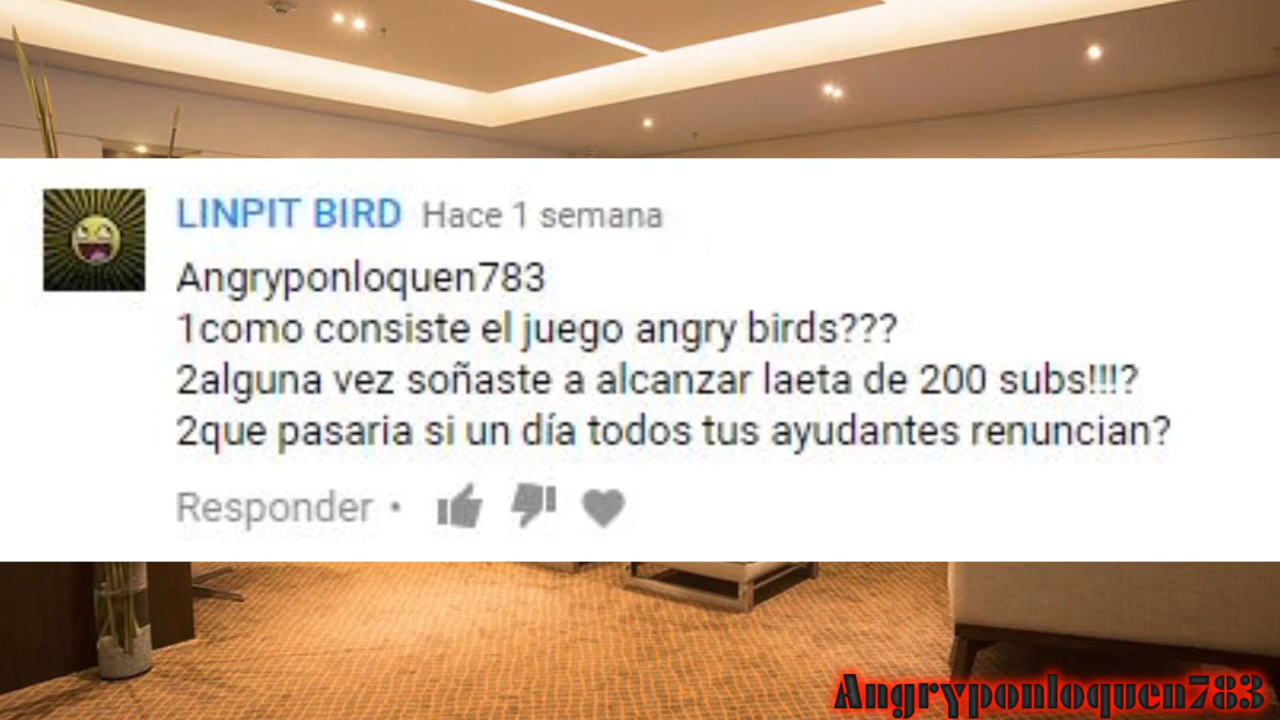 LINPIT BIRD Hace 1 semana
Angryponloquen783
1como consiste el juego angry birds???
2alguna vez soñaste a alcanzar laeta de 200 subs!!!?
2que pasaria si un día todos tus ayudantes renuncian?
Responder •
Angryponloquen783